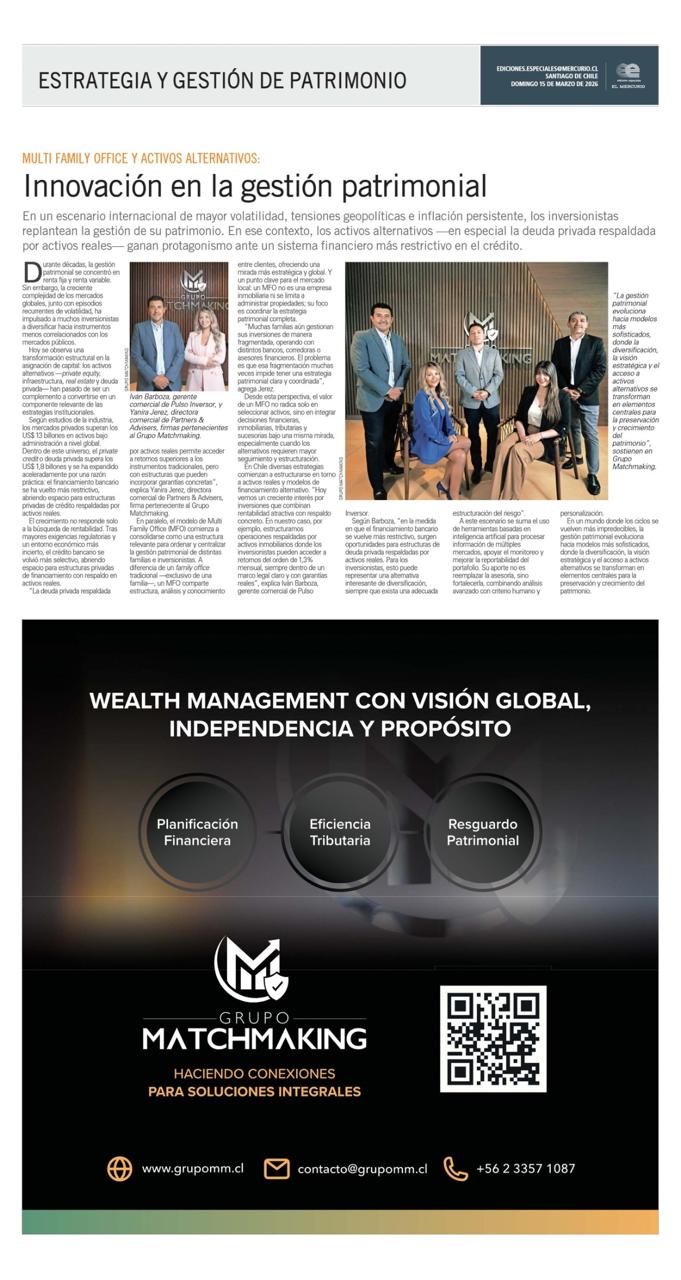 ESTRATEGIA Y GESTIÓN DE PATRIMONIO
EDICIONES.ESPECIALES@MERCURIO.CL
SANTIAGO DE CHILE
DOMINGO 15 DE MARZO DE 2026
EL MERCURIO
MULTI FAMILY OFFICE Y ACTIVOS ALTERNATIVOS:
Innovación en la gestión patrimonial
En un escenario internacional de mayor volatilidad, tensiones geopolíticas e inflación persistente, los inversionistas
replantean la gestión de su patrimonio. En ese contexto, los activos alternativos —en especial la deuda privada respaldada
por activos reales— ganan protagonismo ante un sistema financiero más restrictivo en el crédito.
Durante décadas, la gestión
patrimonial se concentró en
renta fija y renta variable.
Sin embargo, la creciente
complejidad de los mercados
globales, junto con episodios
recurrentes de volatilidad, ha
impulsado a muchos inversionistas
a diversificar hacia instrumentos
menos correlacionados con los
mercados públicos.
Hoy se observa una
transformación estructural en la
asignación de capital: los activos
alternativos —private equity,
infraestructura, real estate y deuda
privada— han pasado de ser un
complemento a convertirse en un
componente relevante de las
estrategias institucionales.
Según estudios de la industria,
los mercados privados superan los
US$ 13 billones en activos bajo
administración a nivel global.
Dentro de este universo, el private
credit o deuda privada supera los
US$ 1,8 billones y se ha expandido
aceleradamente por una razón
práctica: el financiamiento bancario
se ha vuelto más restrictivo,
abriendo espacio para estructuras
privadas de crédito respaldadas por
activos reales.
El crecimiento no responde solo
a la búsqueda de rentabilidad. Tras
mayores exigencias regulatorias y
un entorno económico más
incierto, el crédito bancario se
volvió más selectivo, abriendo
espacio para estructuras privadas
de financiamiento con respaldo en
activos reales.
"La deuda privada respaldada
GRUPO
MATCHMAKING
GRUPO MATCHMAKING
Iván Barboza, gerente
comercial de Pulso Inversor, y
Yanira Jerez, directora
comercial de Partners &
Advisers, firmas pertenecientes
al Grupo Matchmaking.
por activos reales permite acceder
a retornos superiores a los
instrumentos tradicionales, pero
con estructuras que pueden
incorporar garantías concretas",
explica Yanira Jerez, directora
comercial de Partners & Advisers,
firma perteneciente al Grupo
Matchmaking.
En paralelo, el modelo de Multi
Family Office (MFO) comienza a
consolidarse como una estructura
relevante para ordenar y centralizar
la gestión patrimonial de distintas
familias e inversionistas. A
diferencia de un family office
tradicional —exclusivo de una
familia—, un MFO comparte
estructura, análisis y conocimiento
entre clientes, ofreciendo una
mirada más estratégica y global. Y
un punto clave para el mercado
local: un MFO no es una empresa
inmobiliaria ni se limita a
administrar propiedades; su foco
es coordinar la estrategia
patrimonial completa.
"Muchas familias aún gestionan
sus inversiones de manera
fragmentada, operando con
distintos bancos, corredoras o
asesores financieros. El problema
es que esa fragmentación muchas
veces impide tener una estrategia
patrimonial clara y coordinada",
agrega Jerez.
Desde esta perspectiva, el valor
de un MFO no radica solo en
seleccionar activos, sino en integrar
decisiones financieras,
inmobiliarias, tributarias y
sucesorias bajo una misma mirada,
especialmente cuando los
alternativos requieren mayor
seguimiento y estructuración.
En Chile diversas estrategias
comienzan a estructurarse en torno
a activos reales y modelos de
financiamiento alternativo. "Hoy
vemos un creciente interés por
inversiones que combinan
rentabilidad atractiva con respaldo
concreto. En nuestro caso, por
ejemplo, estructuramos
operaciones respaldadas por
activos inmobiliarios donde los
inversionistas pueden acceder a
retornos del orden de 1,3%
mensual, siempre dentro de un
marco legal claro y con garantías
reales", explica Iván Barboza,
gerente comercial de Pulso
GRUPO MATCHMAKING
"La gestión
patrimonial
evoluciona
hacia modelos
más
sofisticados,
donde la
diversificación,
la visión
estratégica y el
acceso a
activos
alternativos se
transforman
en elementos
centrales para
la preservación
y crecimiento
del
patrimonio",
sostienen en
Grupo
Matchmaking.
Inversor.
Según Barboza, "en la medida
en que el financiamiento bancario
se vuelve más restrictivo, surgen
oportunidades para estructuras de
deuda privada respaldadas por
activos reales. Para los
inversionistas, esto puede
representar una alternativa
interesante de diversificación,
siempre que exista una adecuada
estructuración del riesgo".
A este escenario se suma el uso
de herramientas basadas en
inteligencia artificial para procesar
información de múltiples
mercados, apoyar el monitoreo y
mejorar la reportabilidad del
portafolio. Su aporte no es
reemplazar la asesoría, sino
fortalecerla, combinando análisis
avanzado con criterio humano y
personalización.
En un mundo donde los ciclos se
vuelven más impredecibles, la
gestión patrimonial evoluciona
hacia modelos más sofisticados,
donde la diversificación, la visión
estratégica y el acceso a activos
alternativos se transforman en
elementos centrales para la
preservación y crecimiento del
patrimonio.
WEALTH MANAGEMENT CON VISIÓN GLOBAL,
INDEPENDENCIA Y PROPÓSITO
Planificación
Financiera
Eficiencia
Tributaria
Resguardo
Patrimonial
GRUPO
MATCHMAKING
HACIENDO CONEXIONES
PARA SOLUCIONES INTEGRALES
www.grupomm.cl
contacto@grupomm.cl
+56 2 3357 1087